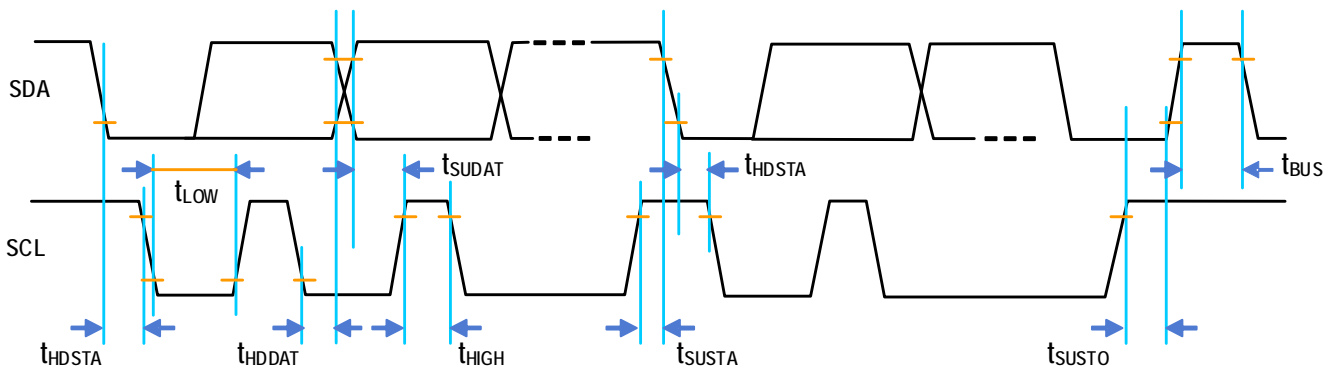 SDA
tSUDAT
tHDSTA
tBUS
tLOW
SCL
tHDSTA
tHDDAT
tHIGH
tSUSTA
tSUSTO